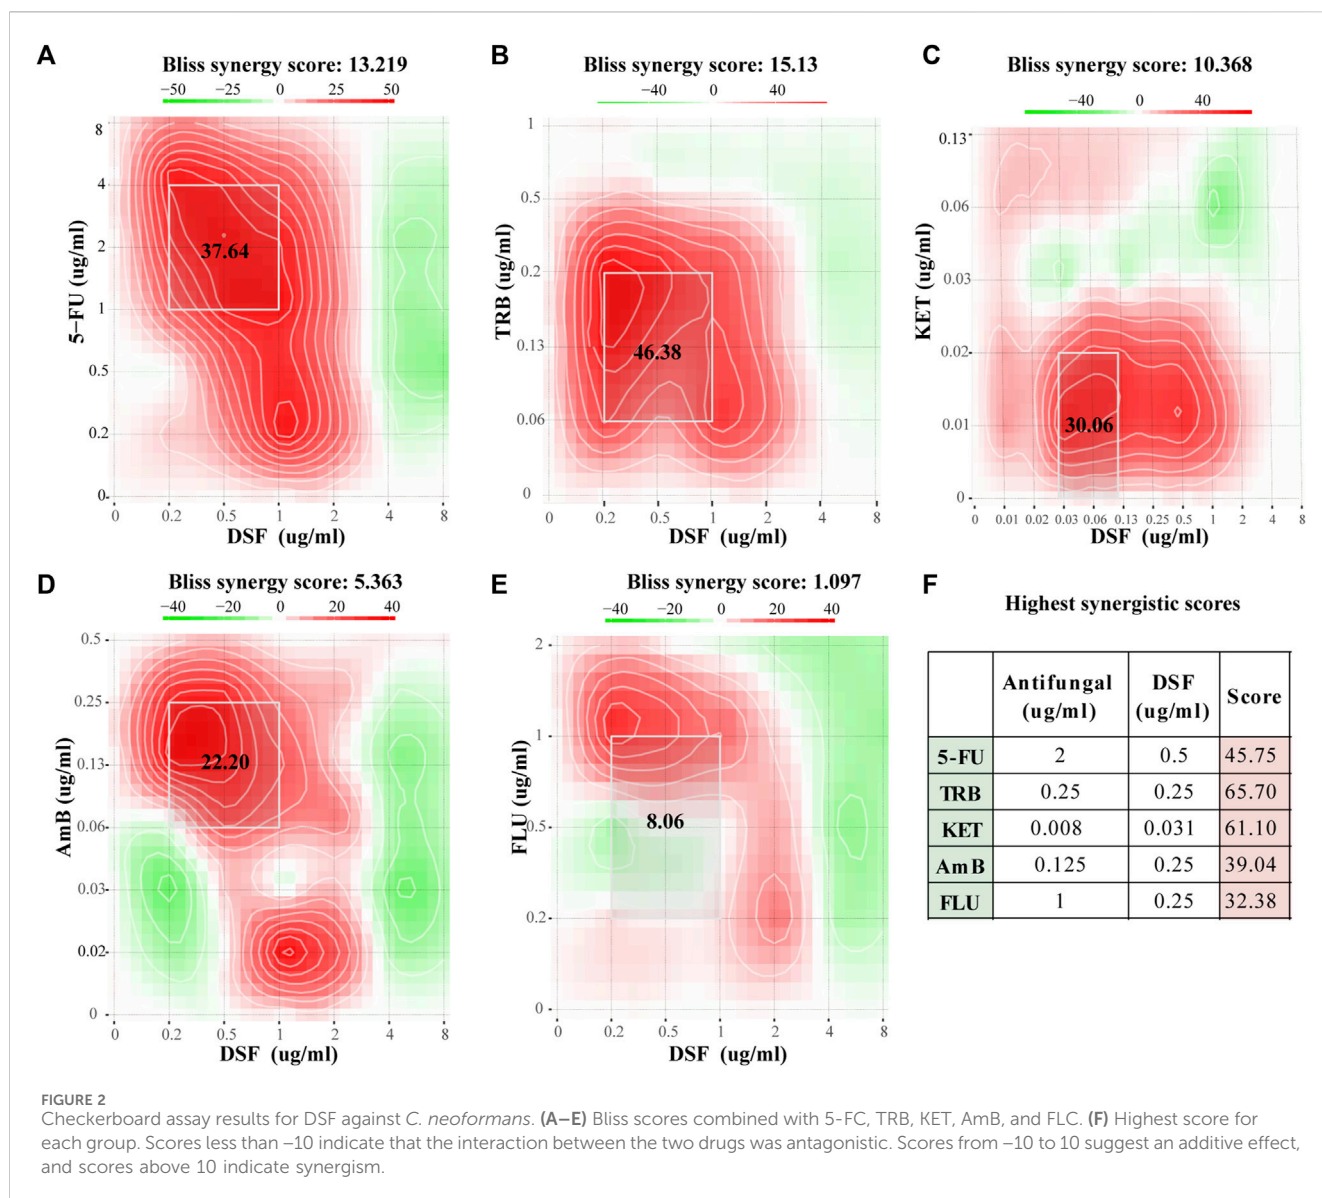 A
Bliss synergy score: 13.219
−50 −25 0 25 50
5−FU (ug/ml)
8
4
2
1
0.5
0.2
0
37.64
0 0.2 0.5 1 2 4 8
DSF (ug/ml)
B
Bliss synergy score: 15.13
−40 0 40
TRB (ug/ml)
1
0.5
0.2
0.13
0.06
0
46.38
0 0.2 0.5 1 2 4 8
DSF (ug/ml)
C
Bliss synergy score: 10.368
−40 0 40
KET (ug/ml)
0.13
0.06
0.03
0.02
0.01
0
30.06
0 0.01 0.02 0.03 0.06 0.13 0.25 0.5 1 2 4 8
DSF (ug/ml)
D
Bliss synergy score: 5.363
−40 −20 0 20 40
AmB (ug/ml)
0.5
0.25
0.13
0.06
0.03
0.02
0
22.20
0 0.2 0.5 1 2 4 8
DSF (ug/ml)
E
Bliss synergy score: 1.097
−40 −20 0 20 40
FLU (ug/ml)
2
1
0.5
0.2
0
8.06
0 0.2 0.5 1 2 4 8
DSF (ug/ml)
F
Highest synergistic scores
Antifungal (ug/ml) DSF (ug/ml) Score
5-FU 2 0.5 45.75
TRB 0.25 0.25 65.70
KET 0.008 0.031 61.10
AmB 0.125 0.25 39.04
FLU 1 0.25 32.38
FIGURE 2
Checkerboard assay results for DSF against C. neoformans. (A–E) Bliss scores combined with 5-FC, TRB, KET, AmB, and FLC. (F) Highest score for
each group. Scores less than –10 indicate that the interaction between the two drugs was antagonistic. Scores from –10 to 10 suggest an additive effect,
and scores above 10 indicate synergism.